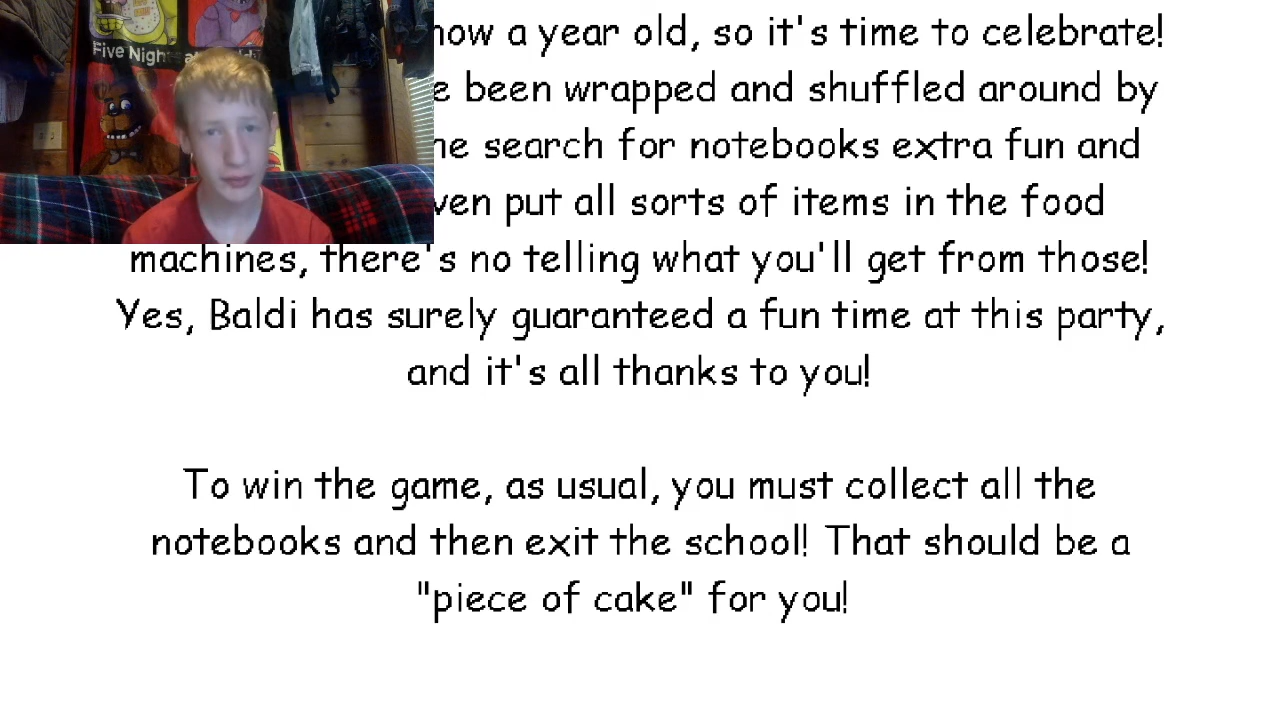 Five Nigh at
now a year old, so it's time to celebrate!
e been wrapped and shuffled around by
he search for notebooks extra fun and
ven put all sorts of items in the food
machines, there's no telling what you'll get from those!
Yes, Baldi has surely guaranteed a fun time at this party,
and it's all thanks to you!
To win the game, as usual, you must collect all the
notebooks and then exit the school! That should be a
"piece of cake" for you!